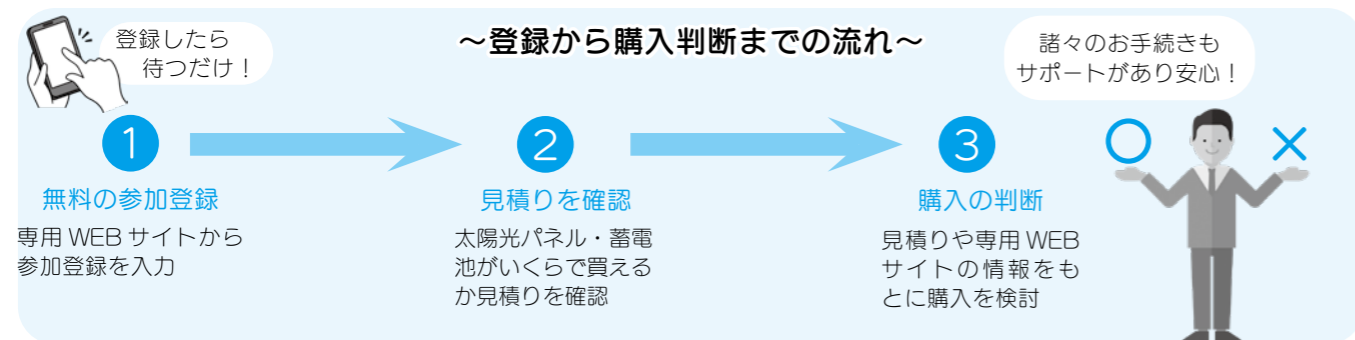 ～登録から購入判断までの流れ～
登録したら
待つだけ！
諸々のお手続きも
サポートがあり安心！
1
無料の参加登録
専用 WEB サイトから
参加登録を入力
2
見積りを確認
太陽光パネル・蓄電
池がいくらで買える
か見積りを確認
3
購入の判断
見積りや専用 WEB
サイトの情報をも
とに購入を検討